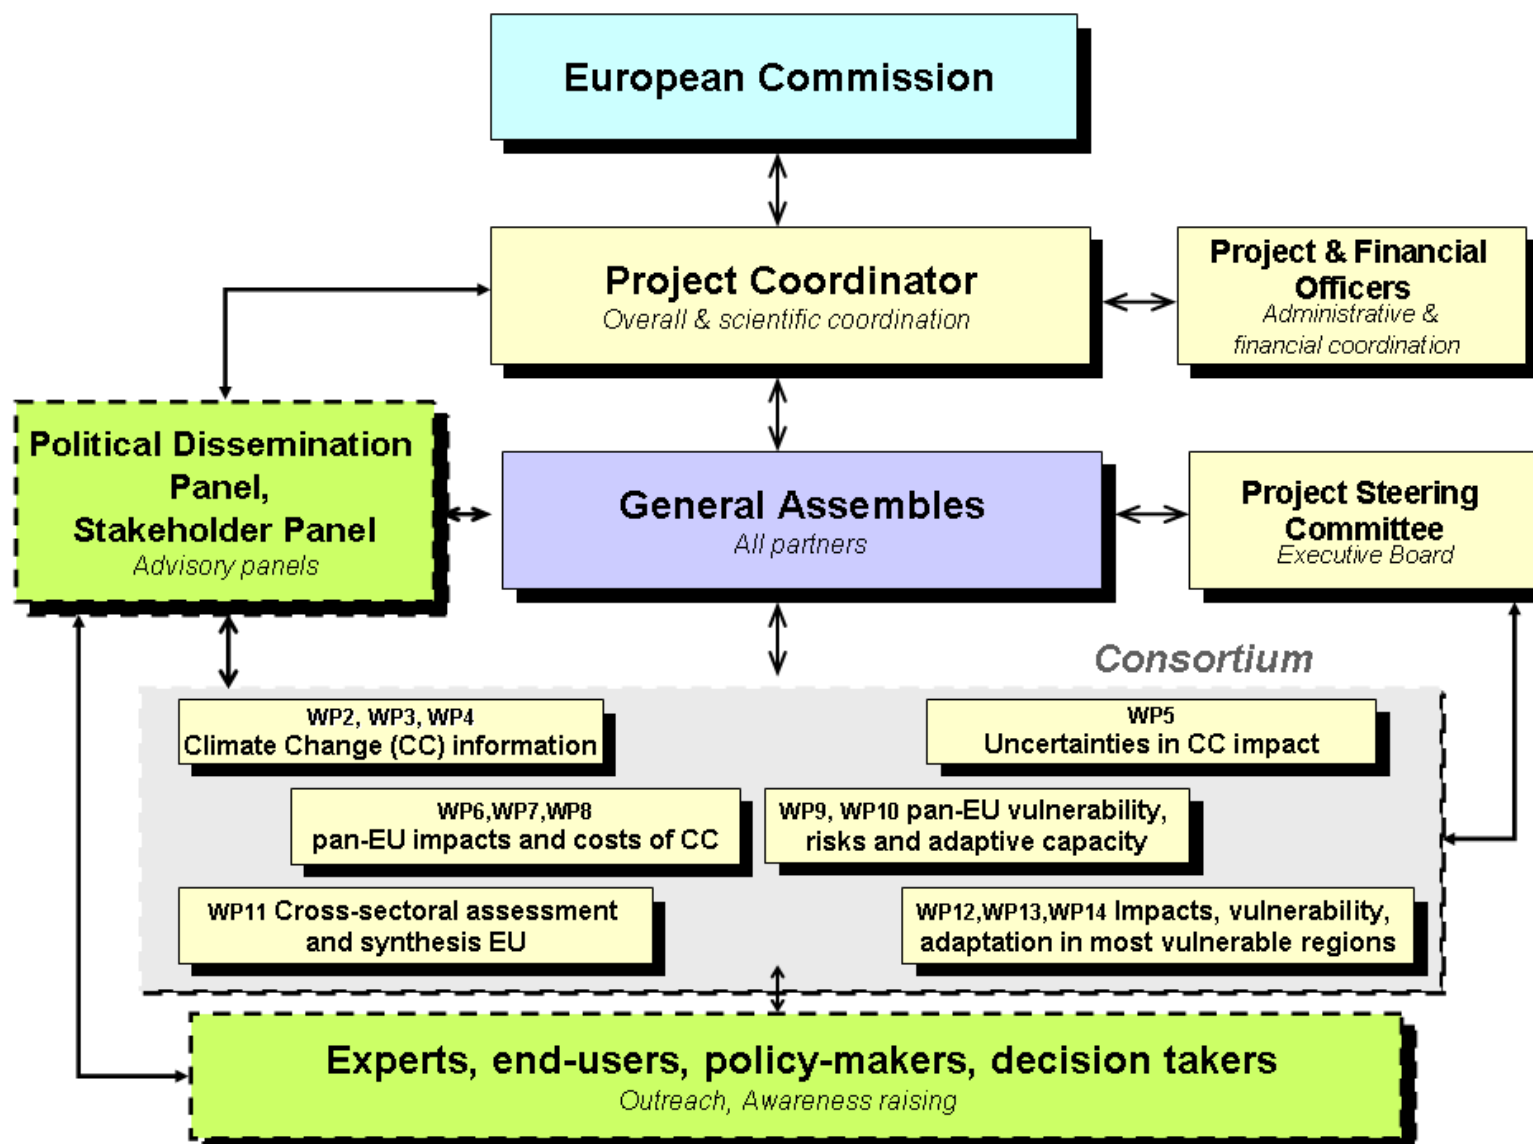 European Commission
Project Coordinator
Overall & scientific coordination
Project & Financial
Officers
Administrative &
financial coordination
Political Dissemination
Panel,
Stakeholder Panel
Advisory panels
General Assembles
All partners
Project Steering
Committee
Executive Board
Consortium
WP2, WP3, WP4
Climate Change (CC) information
WP5
Uncertainties in CC impact
WP6,WP7,WP8
pan-EU impacts and costs of CC
WP9, WP10 pan-EU vulnerability,
risks and adaptive capacity
WP11 Cross-sectoral assessment
and synthesis EU
WP12,WP13,WP14 Impacts, vulnerability,
adaptation in most vulnerable regions
Experts, end-users, policy-makers, decision takers
Outreach, Awareness raising